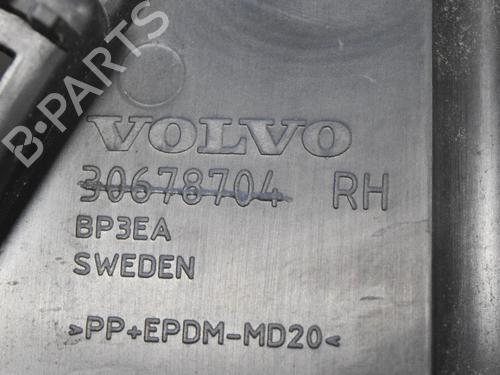 B-PARTS
VOLVO
30678704 RH
BP3EA
SWEDEN
>PP+EPDM-MD20<